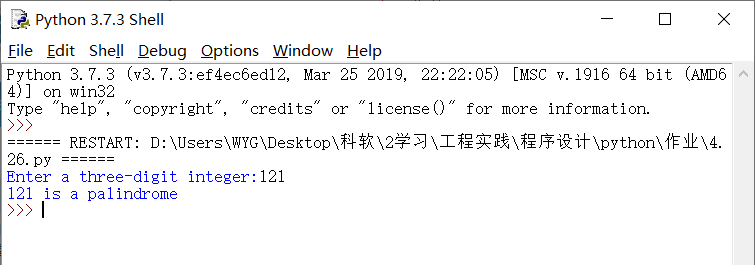 Python 3.7.3 Shell
File Edit Shell Debug Options Window Help
Python 3.7.3 (v3.7.3:ef4ec6ed12, Mar 25 2019, 22:22:05) [MSC v.1916 64 bit (AMD6
4)] on win32
Type "help", "copyright", "credits" or "license()" for more information.
>>>
====== RESTART: D:\Users\WYG\Desktop\科软\2学习\工程实践\程序设计\python\作业\4.
26.py ======
Enter a three-digit integer:121
121 is a palindrome
>>>